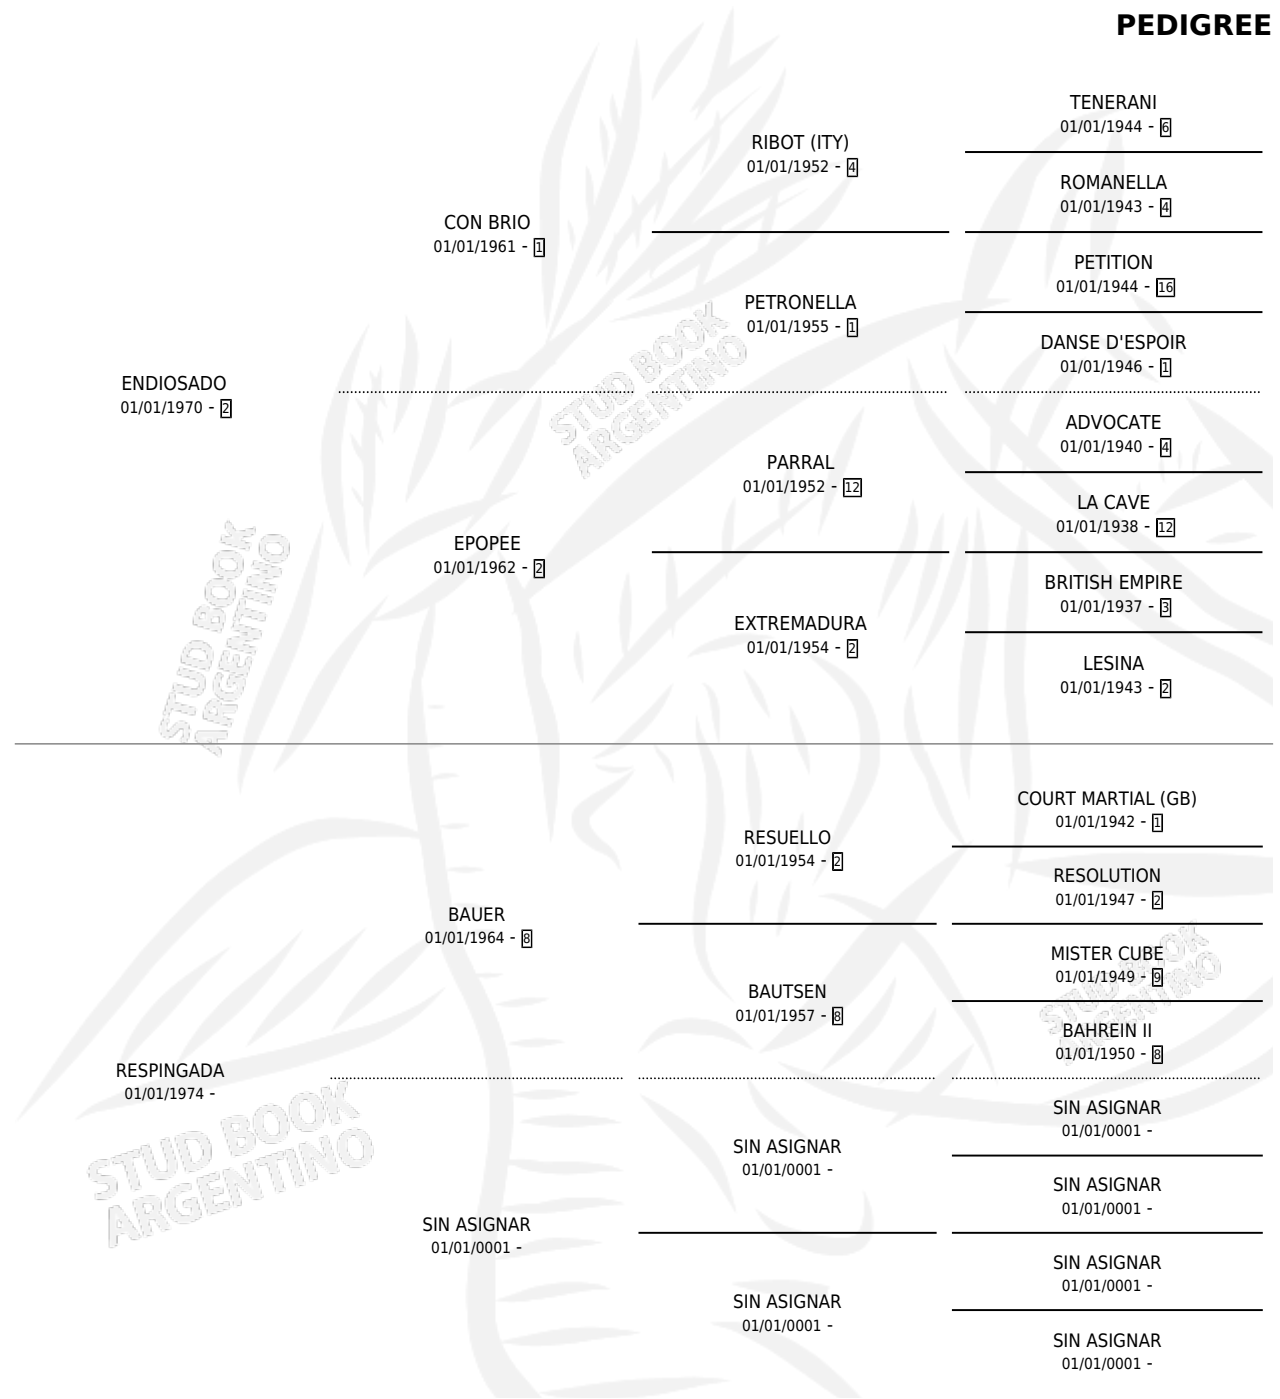 PEDIGREE
TENERANI
01/01/1944 - 6
RIBOT (ITY)
01/01/1952 - 4
ROMANELLA
01/01/1943 - 4
CON BRIO
01/01/1961 - 1
PETITION
01/01/1944 - 16
PETRONELLA
01/01/1955 - 1
DANSE D'ESPOIR
01/01/1946 - 1
ENDIOSADO
01/01/1970 - 2
ADVOCATE
01/01/1940 - 4
PARRAL
01/01/1952 - 12
LA CAVE
01/01/1938 - 12
EPOPEE
01/01/1962 - 2
BRITISH EMPIRE
01/01/1937 - 3
EXTREMADURA
01/01/1954 - 2
LESINA
01/01/1943 - 2
COURT MARTIAL (GB)
01/01/1942 - 1
RESUELLO
01/01/1954 - 2
RESOLUTION
01/01/1947 - 2
BAUER
01/01/1964 - 8
MISTER CUBE
01/01/1949 - 9
BAUTSEN
01/01/1957 - 8
BAHREIN II
01/01/1950 - 8
RESPINGADA
01/01/1974 -
SIN ASIGNAR
01/01/0001 -
SIN ASIGNAR
01/01/0001 -
SIN ASIGNAR
01/01/0001 -
SIN ASIGNAR
01/01/0001 -
SIN ASIGNAR
01/01/0001 -
SIN ASIGNAR
01/01/0001 -
SIN ASIGNAR
01/01/0001 -
STUD BOOK
ARGENTINO
STUD BOOK
ARGENTINO
STUD BOOK
ARGENTINO
STUD BOOK
ARGENTINO